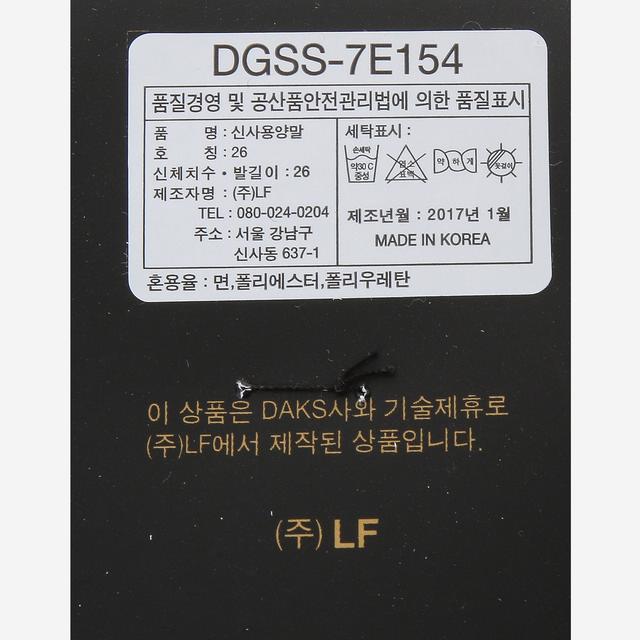 DGSS-7E154
품질경영 및 공산품안전관리법에 의한 품질표시
품 명 : 신사용양말
호 칭 : 26
신체치수 • 발길이 : 26
제조자명 : (주)LF
TEL : 080-024-0204
주소 : 서울 강남구
신사동 637-1
세탁표시 :
손세탁
약30 C
중성
염소
표백
약하게
옷걸이
제조년월 : 2017년 1월
MADE IN KOREA
혼용율 : 면,폴리에스터,폴리우레탄
이 상품은 DAKS사와 기술제휴로
(주)LF에서 제작된 상품입니다.
(주) LF